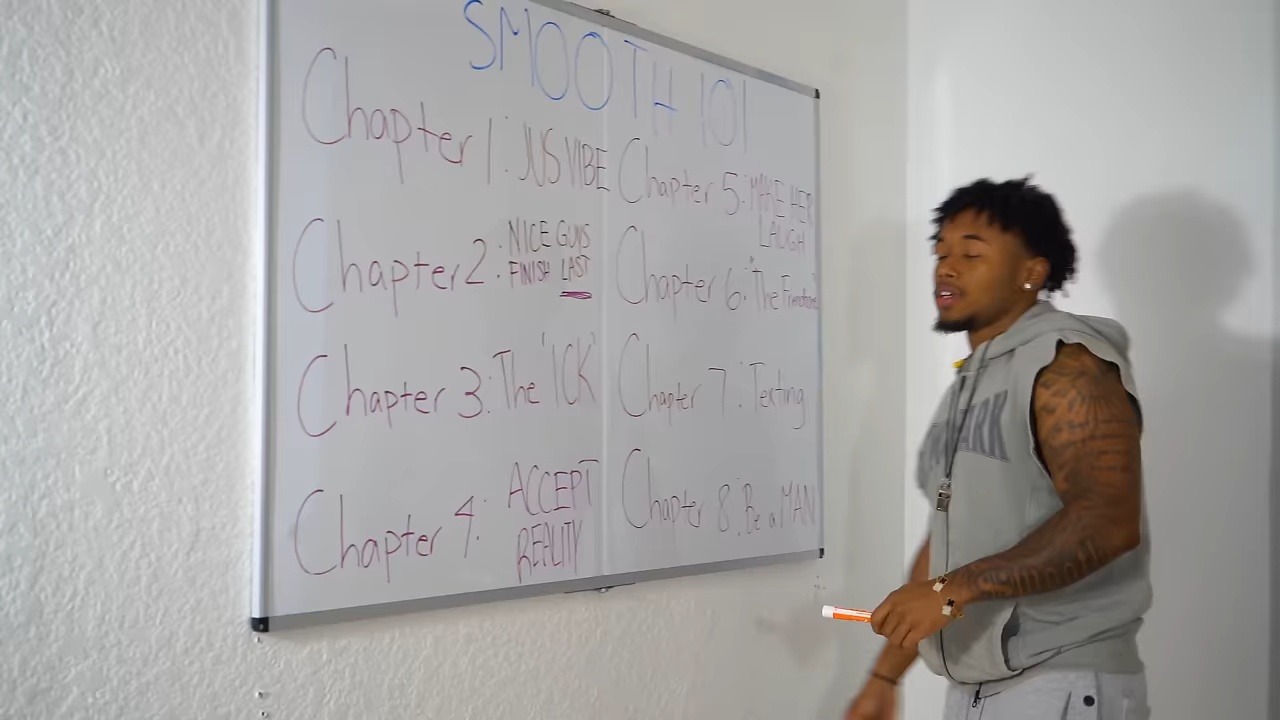 SMOOTH 101
Chapter 1: JUS VIBE
Chapter 2: NICE GUYS
FINISH LAST
Chapter 3: The 'ICK'
Chapter 4: ACCEPT
REALITY
Chapter 5: MAKE HER
LAUGH
Chapter 6: "The
Chapter 7: Texting
Chapter 8: Be a MAN